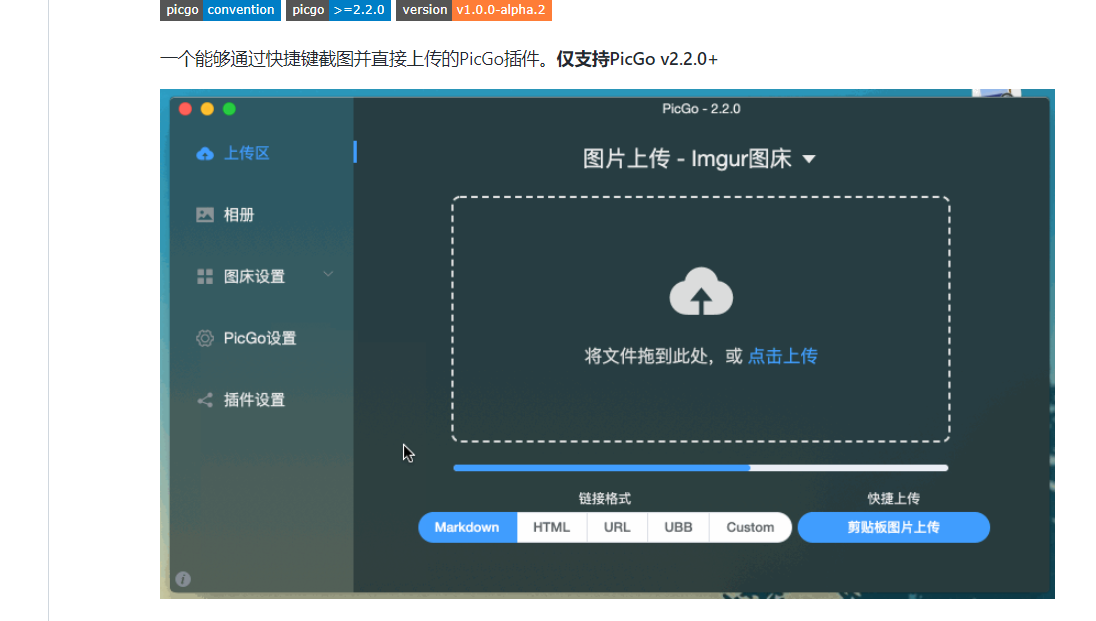 picgo convention picgo >=2.2.0 version v1.0.0-alpha.2
一个能够通过快捷键截图并直接上传的PicGo插件。仅支持PicGo v2.2.0+
PicGo - 2.2.0
上传区
图片上传 - Imgur图床
相册
图床设置
PicGo设置
将文件拖到此处，或 点击上传
插件设置
链接格式 快捷上传
Markdown HTML URL UBB Custom 剪贴板图片上传